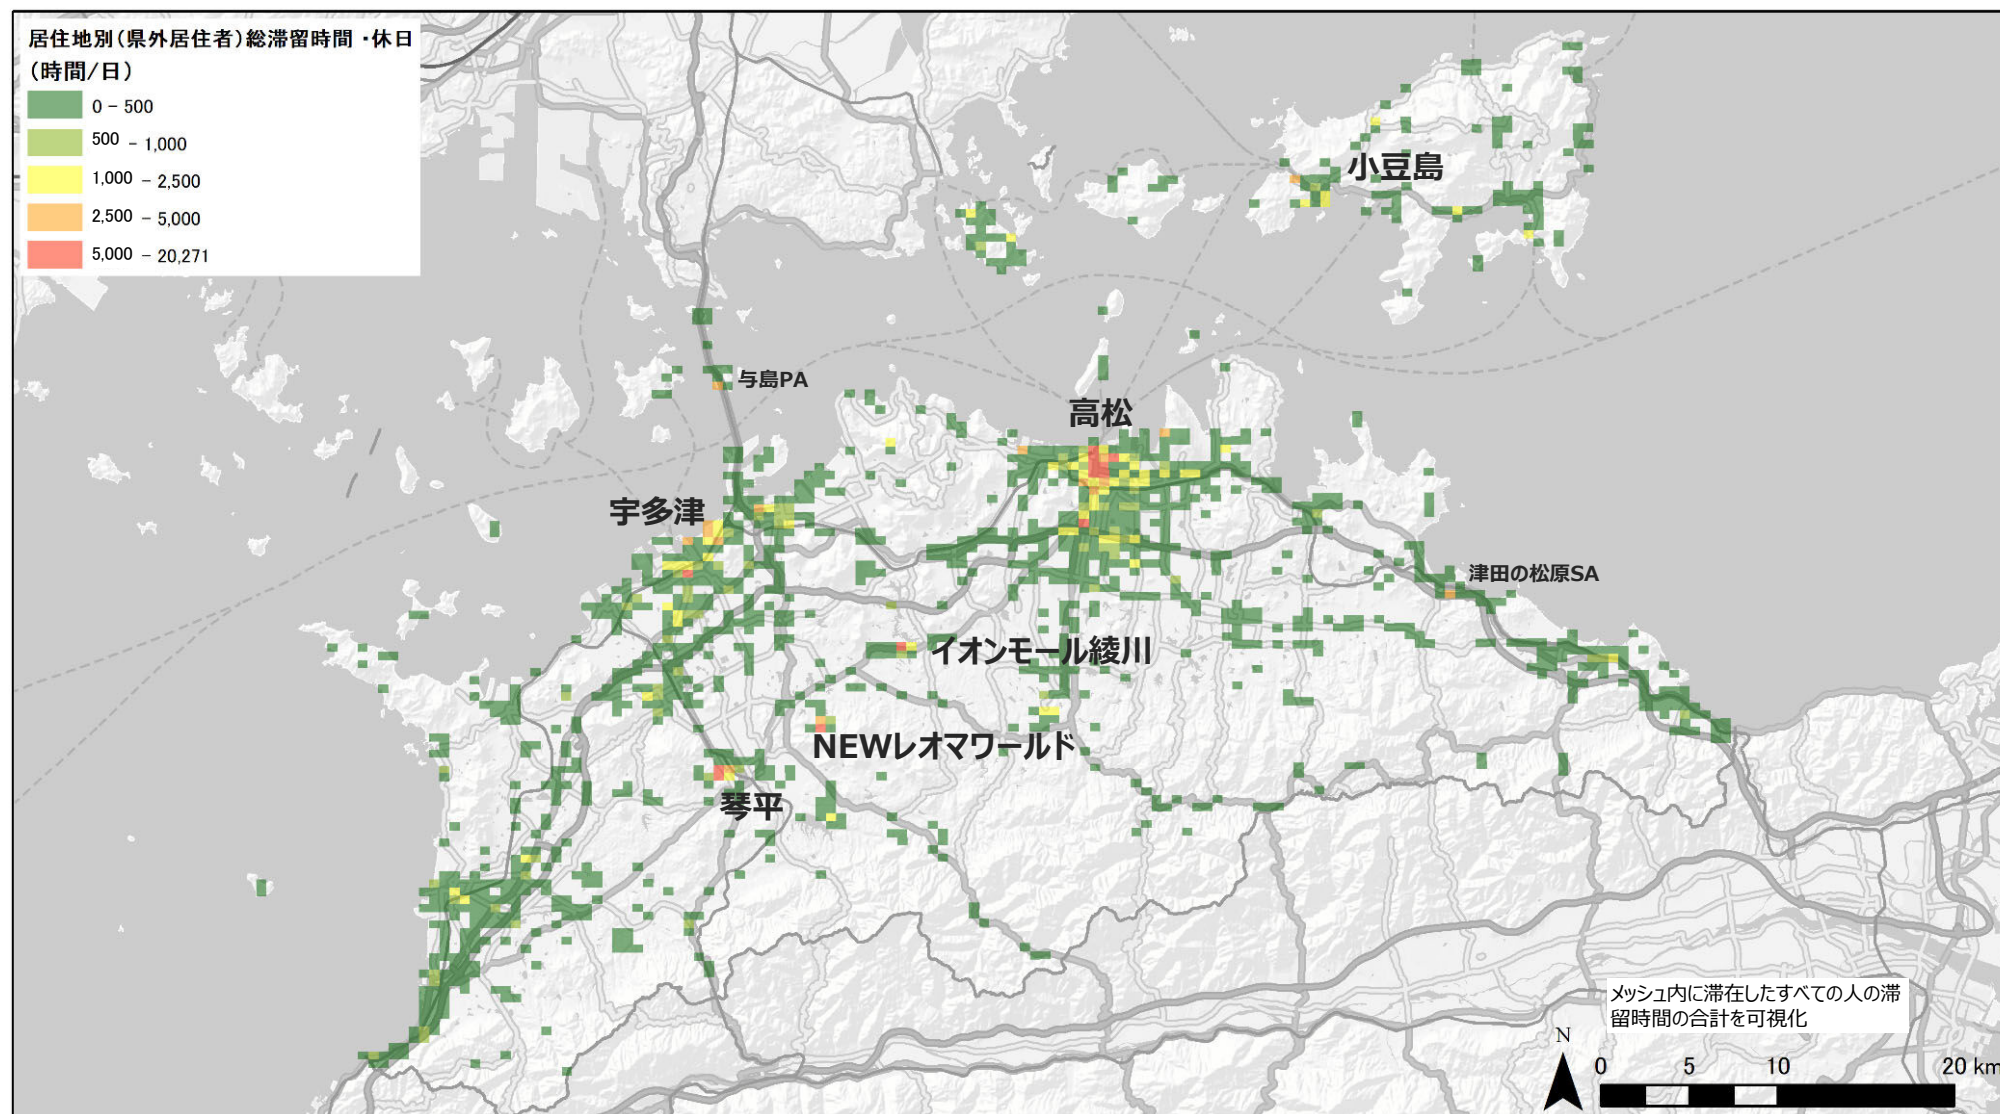 居住地別(県外居住者)総滞留時間・休日
(時間/日)
0 - 500
500 - 1,000
1,000 - 2,500
2,500 - 5,000
5,000 - 20,271
小豆島
与島PA
高松
宇多津
津田の松原SA
イオンモール綾川
NEWレオマワールド
琴平
メッシュ内に滞在したすべての人の滞
留時間の合計を可視化
N
0 5 10 20 km